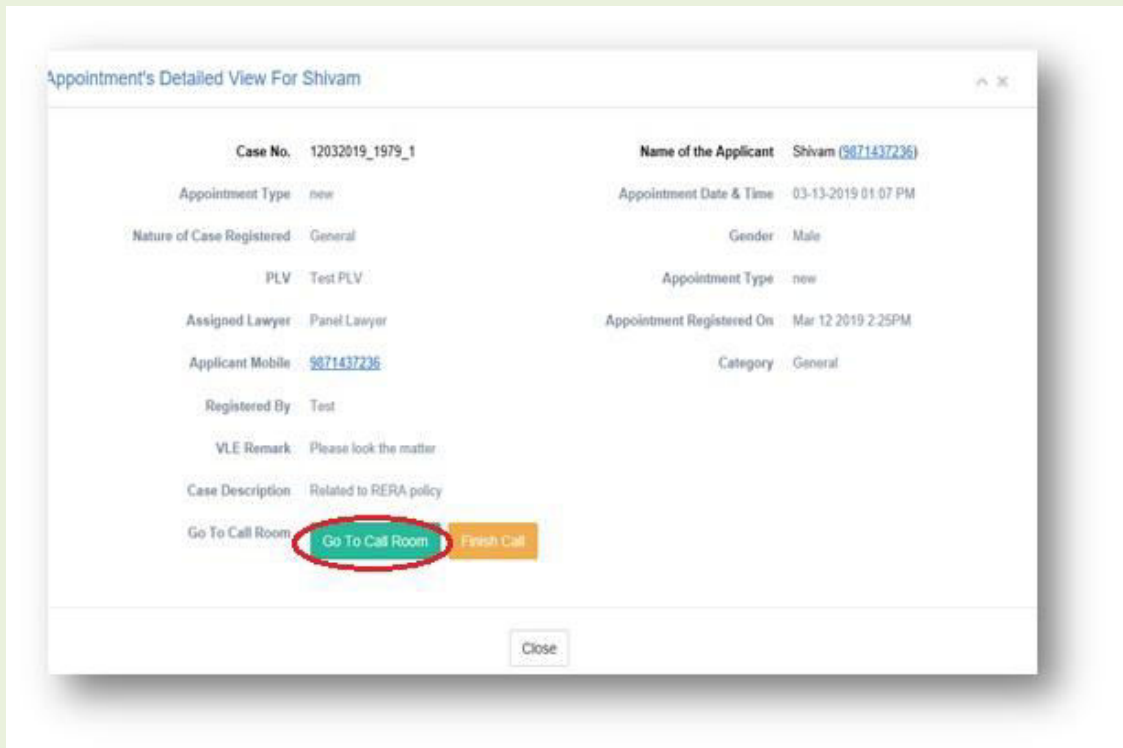 Appointment's Detailed View For Shivam
Case No. 12032019_1979_1 Name of the Applicant Shivam (9871437236)
Appointment Type new Appointment Date & Time 03-13-2019 01:07 PM
Nature of Case Registered General Gender Male
PLV Test PLV Appointment Type new
Assigned Lawyer Panel Lawyer Appointment Registered On Mar 12 2019 2:25PM
Applicant Mobile 9871437236 Category General
Registered By Test
VLE Remark Please look the matter
Case Description Related to RERA policy
Go To Call Room Go To Call Room Finish Call
Close